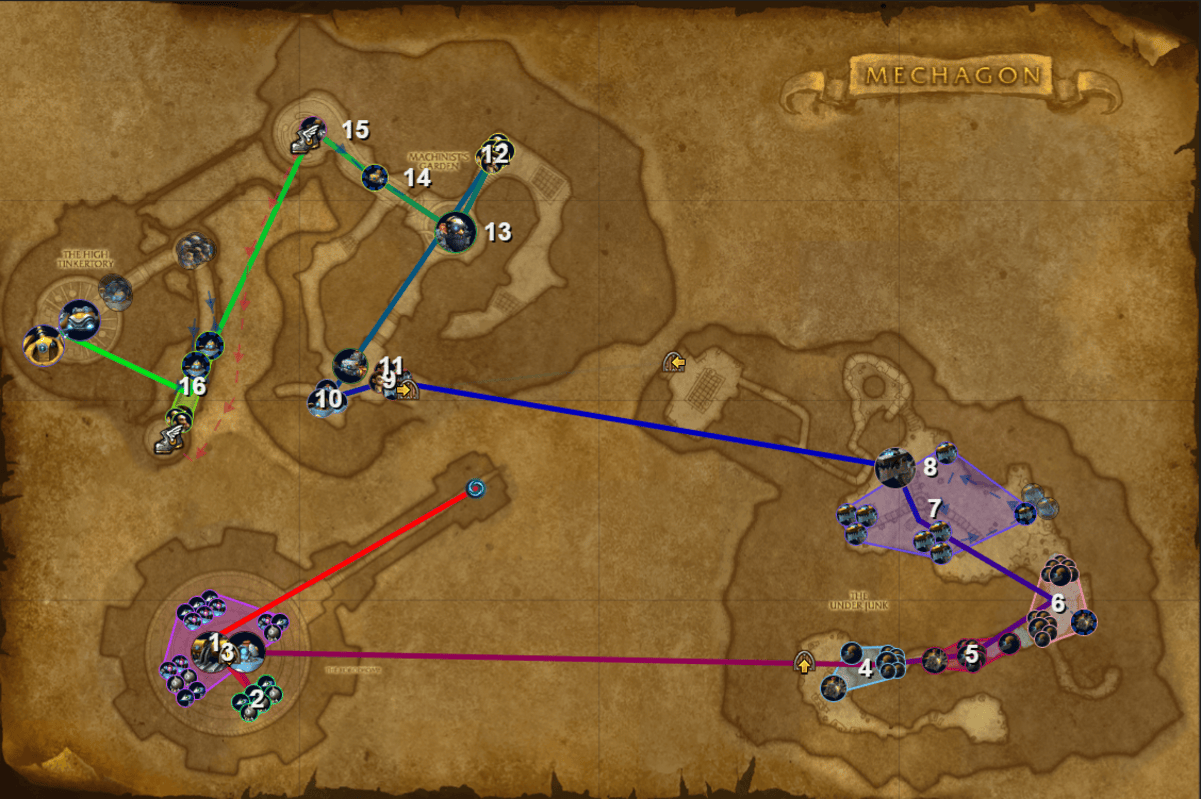 MECHAGON
15
12
MACHINIST'S
GARDEN
14
13
THE HIGH
TINKERTORY
11
9
16
10
8
7
THE
UNDER JUNK
6
1
3
5
4
2